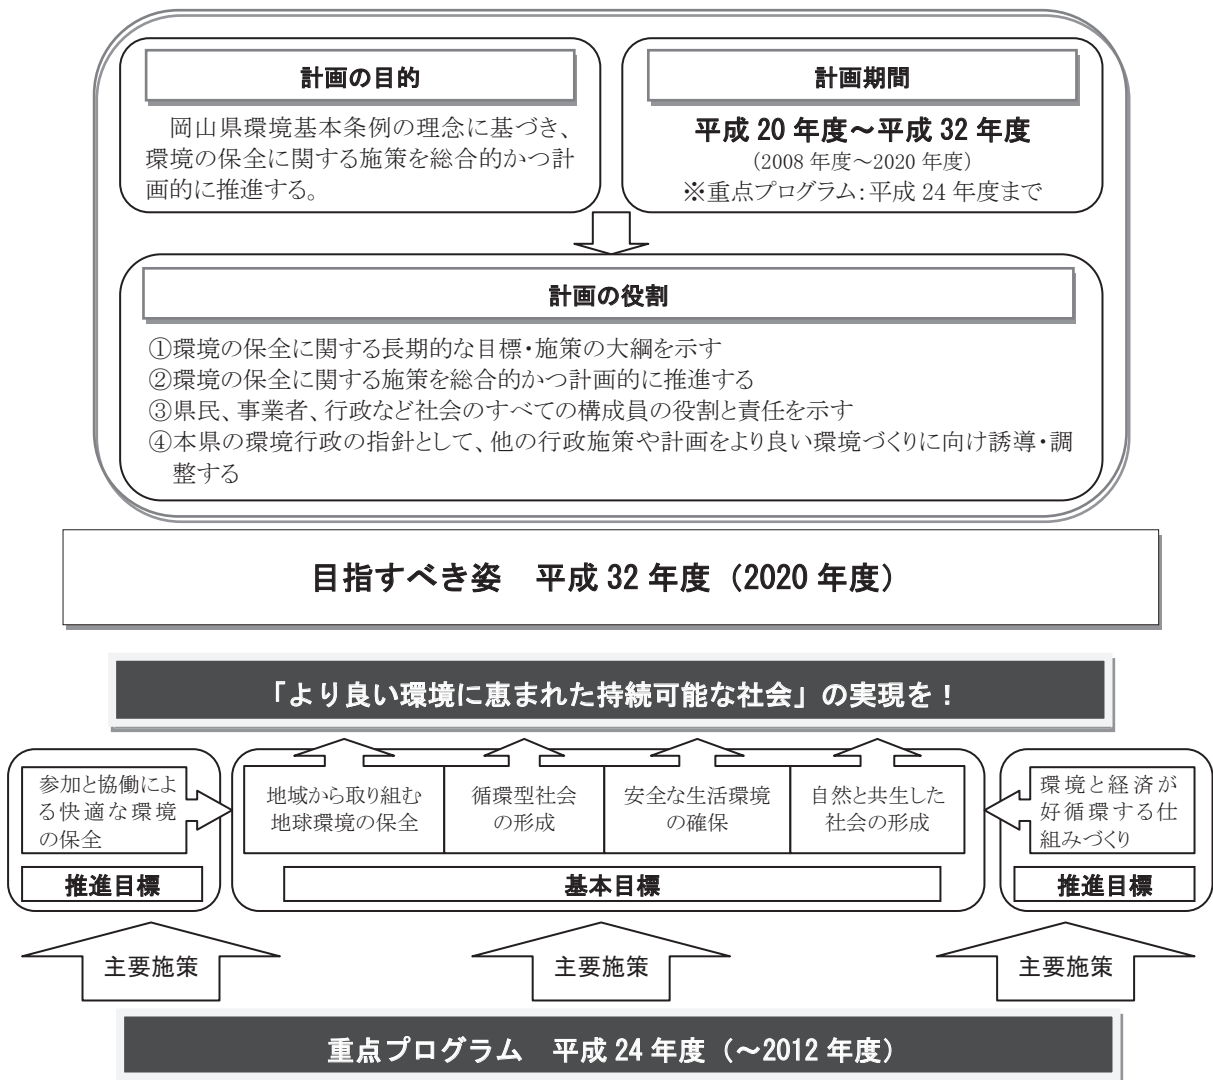 計画の目的
岡山県環境基本条例の理念に基づき、
環境の保全に関する施策を総合的かつ計
画的に推進する。
計画期間
平成 20 年度～平成 32 年度
（2008 年度～2020 年度）
※重点プログラム：平成 24 年度まで
計画の役割
①環境の保全に関する長期的な目標・施策の大綱を示す
②環境の保全に関する施策を総合的かつ計画的に推進する
③県民、事業者、行政など社会のすべての構成員の役割と責任を示す
④本県の環境行政の指針として、他の行政施策や計画をより良い環境づくりに向け誘導・調
整する
目指すべき姿　平成 32 年度（2020 年度）
「より良い環境に恵まれた持続可能な社会」の実現を！
参加と協働によ
る快適な環境
の保全
推進目標
地域から取り組む
地球環境の保全
循環型社会
の形成
安全な生活環境
の確保
自然と共生した
社会の形成
基本目標
環境と経済が
好循環する仕
組みづくり
推進目標
主要施策
主要施策
主要施策
重点プログラム　平成 24 年度（～2012 年度）